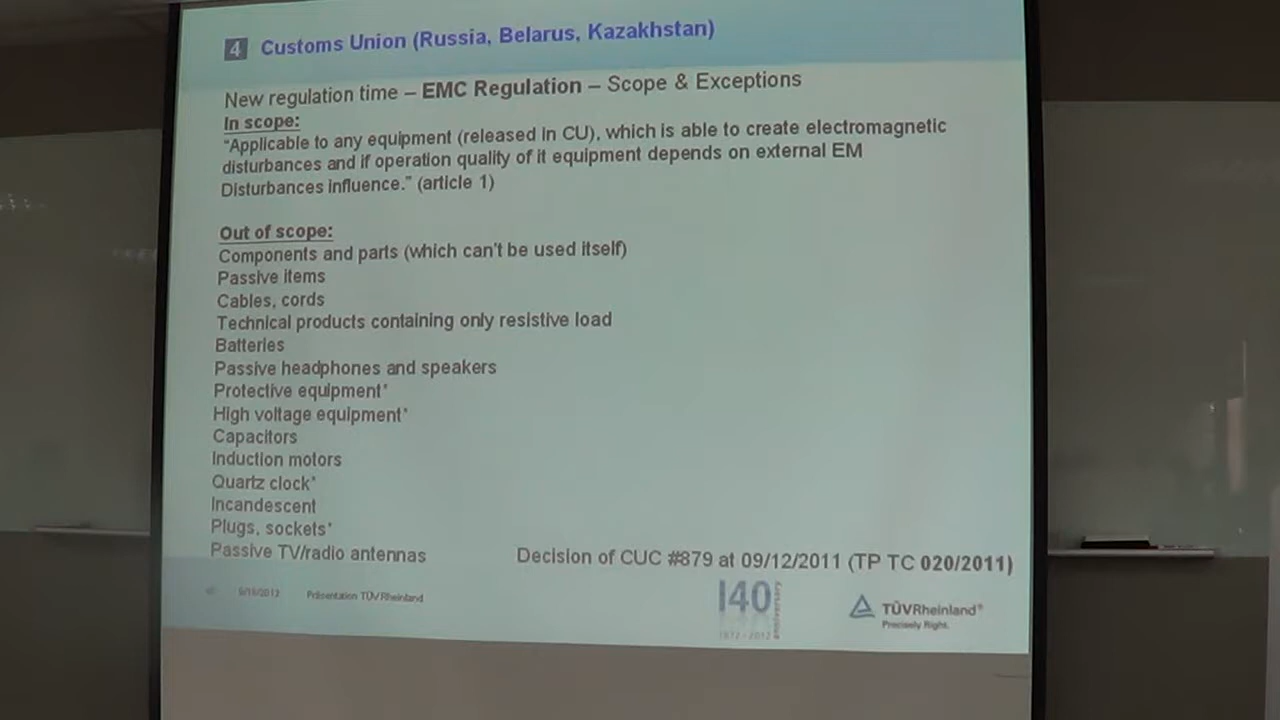 4 Customs Union (Russia, Belarus, Kazakhstan)
New regulation time – EMC Regulation – Scope & Exceptions
In scope:
"Applicable to any equipment (released in CU), which is able to create electromagnetic
disturbances and if operation quality of it equipment depends on external EM
Disturbances influence." (article 1)
Out of scope:
Components and parts (which can't be used itself)
Passive items
Cables, cords
Technical products containing only resistive load
Batteries
Passive headphones and speakers
Protective equipment*
High voltage equipment*
Capacitors
Induction motors
Quartz clock*
Incandescent
Plugs, sockets*
Passive TV/radio antennas
Decision of CUC #879 at 09/12/2011 (TP TC 020/2011)
Präsentation TÜV Rheinland
140 anniversary
1872 - 2012
TÜVRheinland®
Precisely Right.